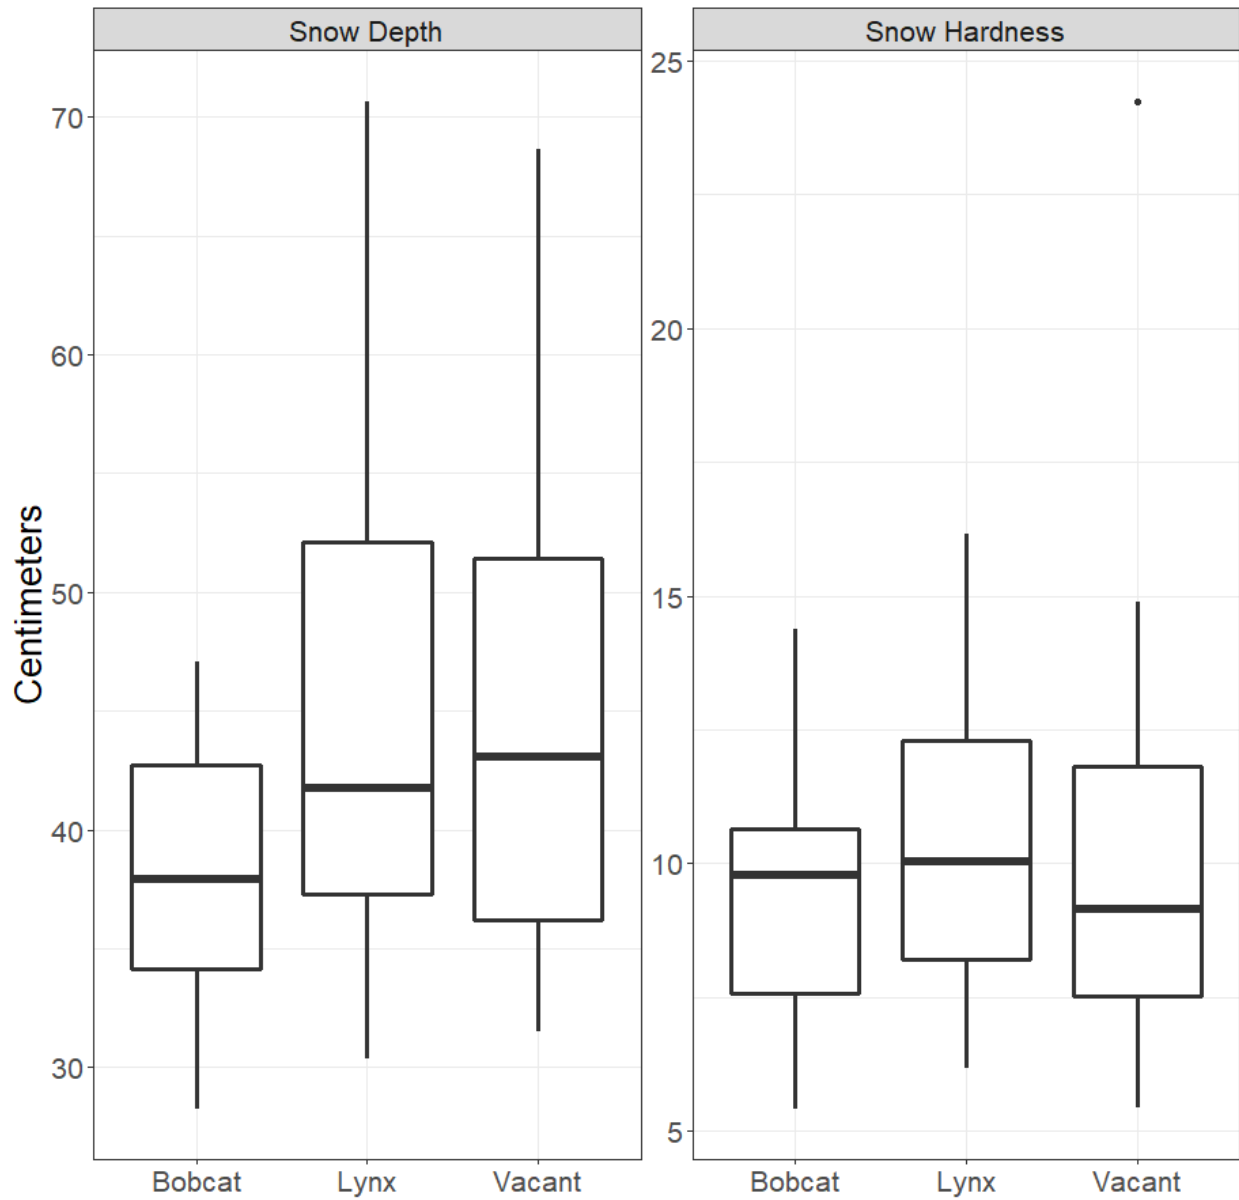 Snow Depth
Snow Hardness
Centimeters
70
60
50
40
30
25
20
15
10
5
Bobcat
Lynx
Vacant
Bobcat
Lynx
Vacant